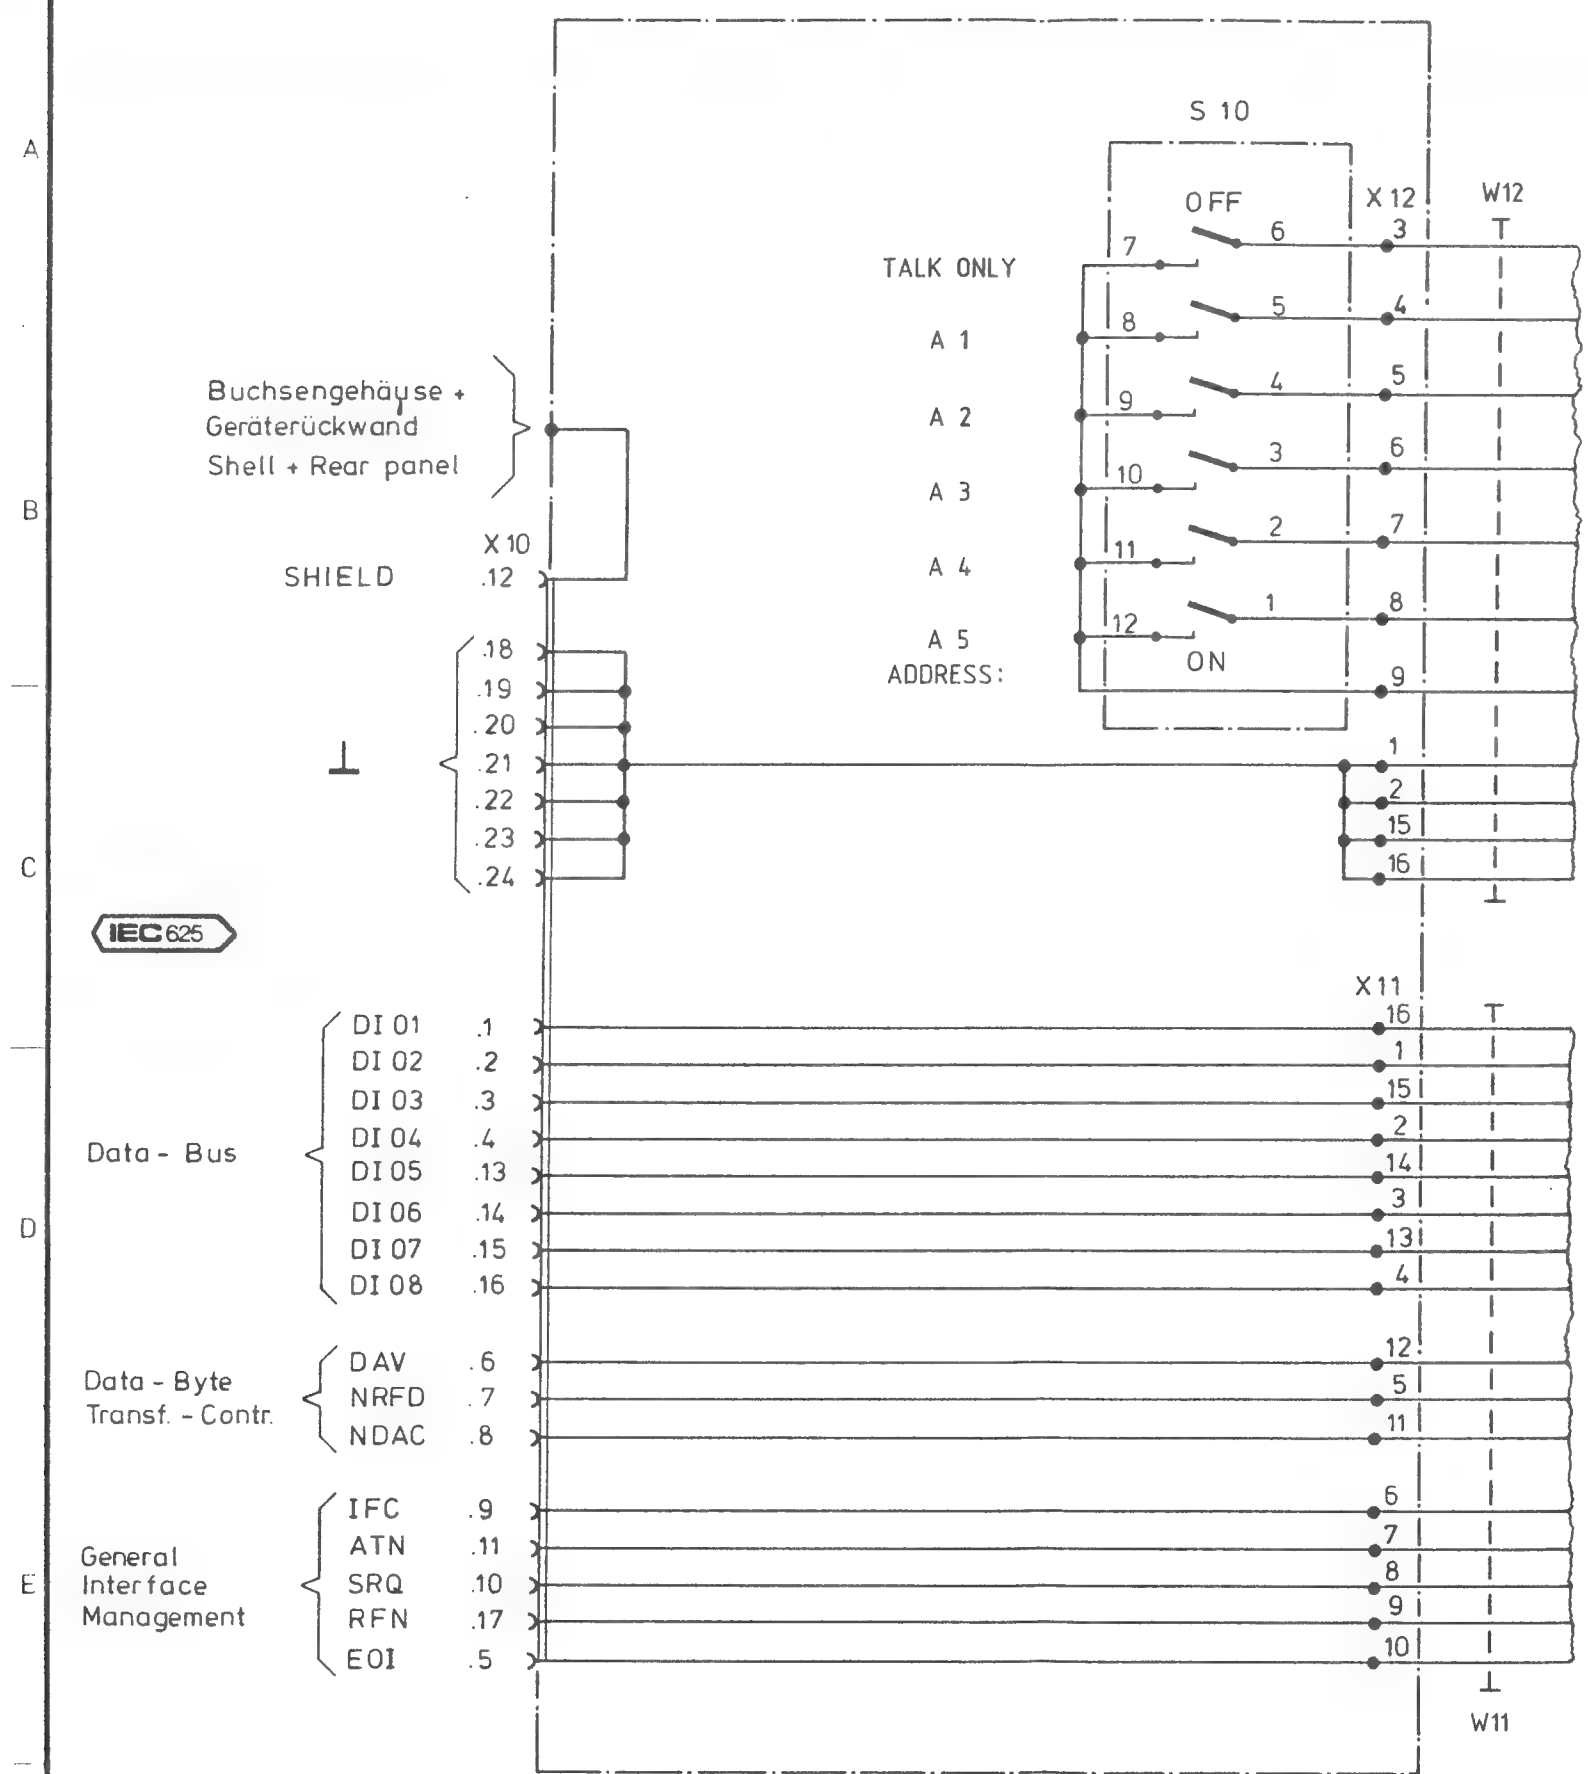 A
B
C
D
E
S 10
OFF
X 12
W12
TALK ONLY 7 6 3
A 1 8 5 4
A 2 9 4 5
A 3 10 3 6
A 4 11 2 7
A 5 12 1 8
ON
ADDRESS: 9
Buchsengehäuse +
Geräterückwand
Shell + Rear panel
X 10
SHIELD .12
.18
.19
.20
.21 1
.22 2
.23 15
.24 16
IEC 625
X11
Data - Bus
DI 01 .1 16
DI 02 .2 1
DI 03 .3 15
DI 04 .4 2
DI 05 .13 14
DI 06 .14 3
DI 07 .15 13
DI 08 .16 4
Data - Byte
Transf. - Contr.
DAV .6 12
NRFD .7 5
NDAC .8 11
General
Interface
Management
IFC .9 6
ATN .11 7
SRQ .10 8
RFN .17 9
EOI .5 10
W11